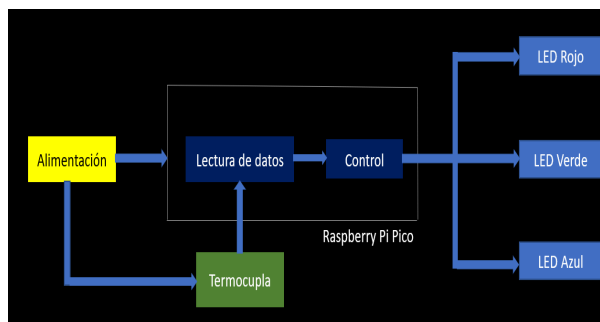 LED Rojo
Alimentación
Lectura de datos
Control
LED Verde
Raspberry Pi Pico
Termocupla
LED Azul